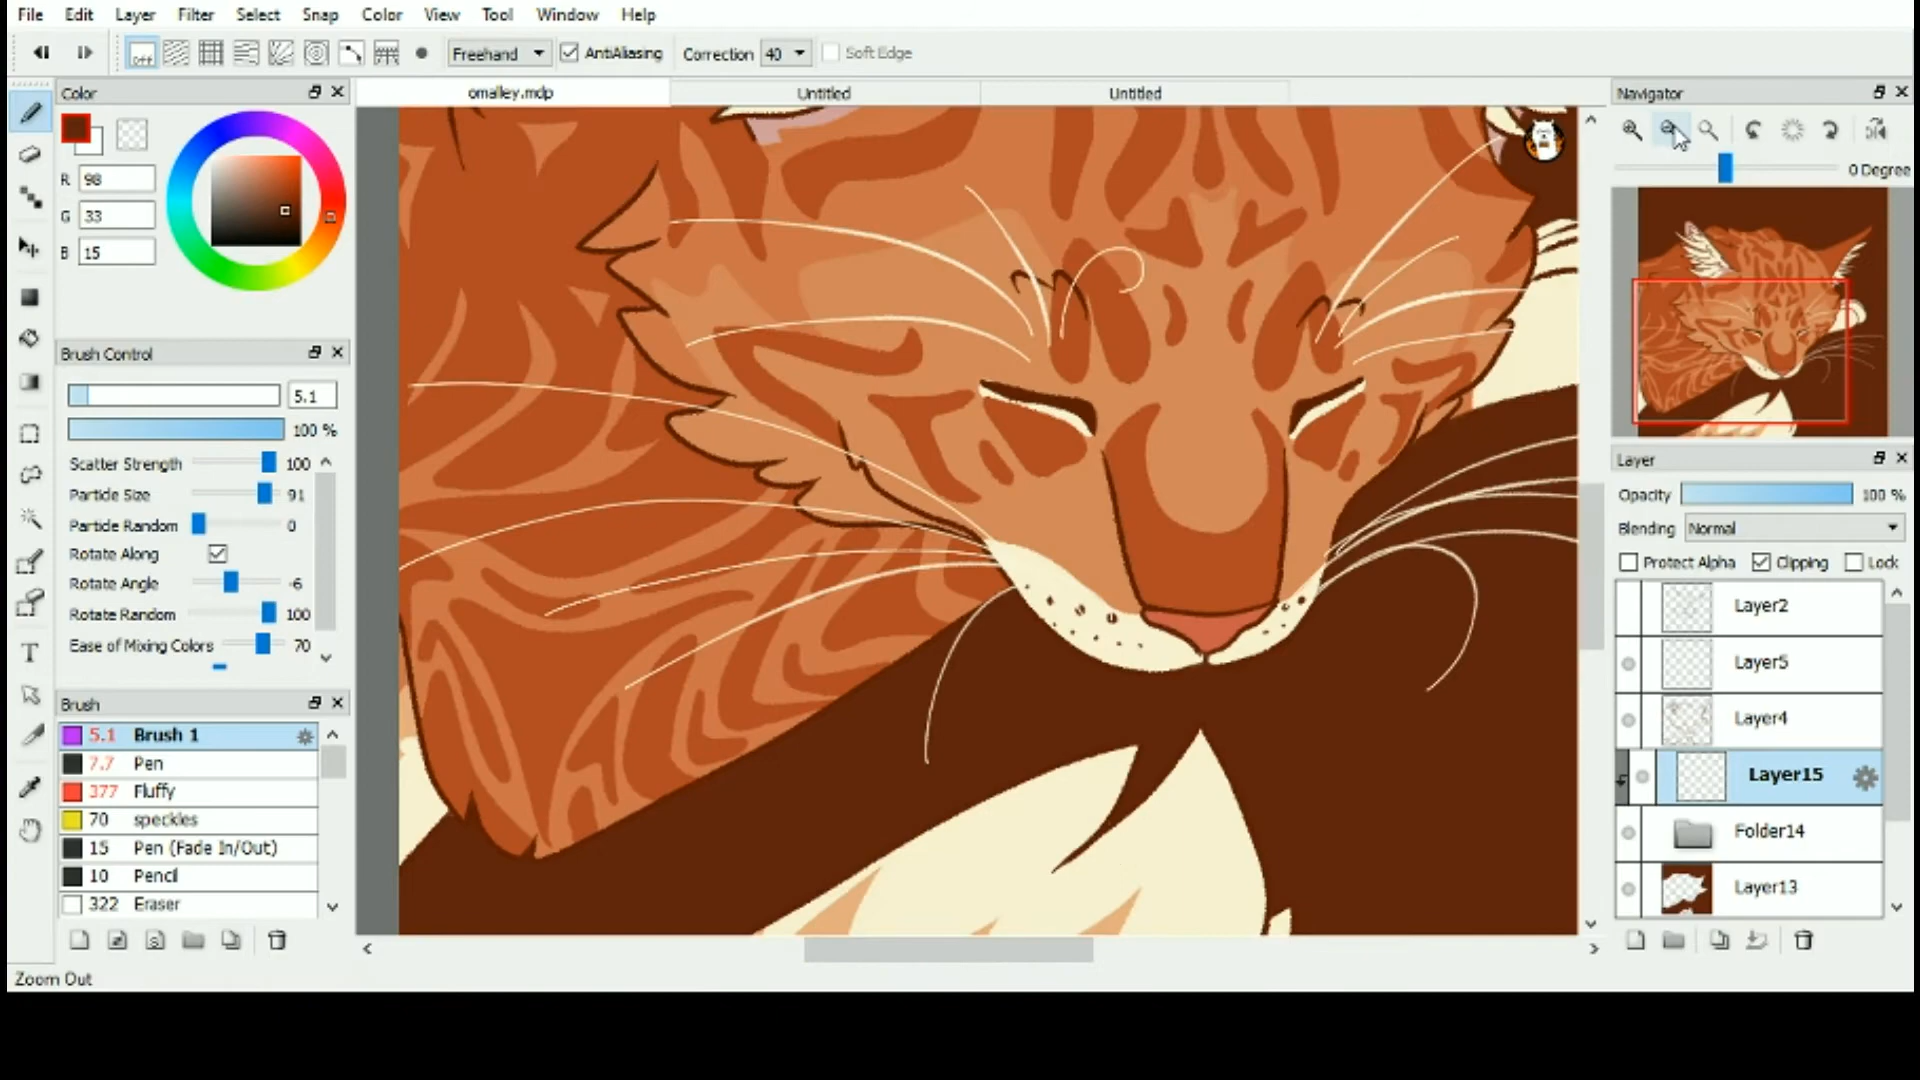 File Edit Layer Filter Select Snap Color View Tool Window Help
off Freehand AntiAliasing Correction 40 Soft Edge
Color
R 98
G 33
B 15
Brush Control
5.1
100 %
Scatter Strength 100
Particle Size 91
Particle Random 0
Rotate Along
Rotate Angle -6
Rotate Random 100
Ease of Mixing Colors 70
Brush
5.1 Brush 1
7.7 Pen
377 Fluffy
70 speckles
15 Pen (Fade In/Out)
10 Pencil
322 Eraser
Zoom Out
omalley.mdp Untitled Untitled
Navigator
0 Degree
Layer
Opacity 100 %
Blending Normal
Protect Alpha Clipping Lock
Layer2
Layer5
Layer4
Layer15
Folder14
Layer13